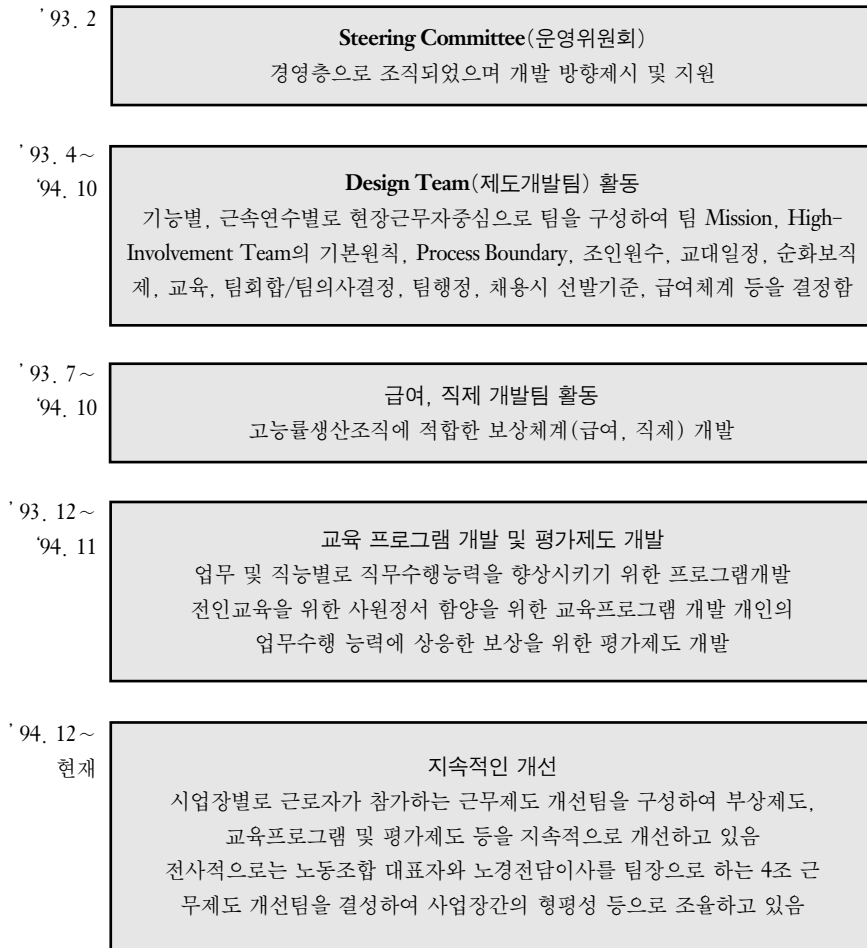 ’93. 2
Steering Committee(운영위원회)
경영층으로 조직되었으며 개발 방향제시 및 지원
’93. 4~
‘94. 10
Design Team(제도개발팀) 활동
기능별, 근속연수별로 현장근무자중심으로 팀을 구성하여 팀 Mission, High-
Involvement Team의 기본원칙, Process Boundary, 조인원수, 교대일정, 순화보직
제, 교육, 팀회합/팀의사결정, 팀행정, 채용시 선발기준, 급여체계 등을 결정함
’93. 7~
‘94. 10
급여, 직제 개발팀 활동
고능률생산조직에 적합한 보상체계(급여, 직제) 개발
’93. 12~
‘94. 11
교육 프로그램 개발 및 평가제도 개발
업무 및 직능별로 직무수행능력을 향상시키기 위한 프로그램개발
전인교육을 위한 사원정서 함양을 위한 교육프로그램 개발 개인의
업무수행 능력에 상응한 보상을 위한 평가제도 개발
’94. 12~
현재
지속적인 개선
시업장별로 근로자가 참가하는 근무제도 개선팀을 구성하여 부상제도,
교육프로그램 및 평가제도 등을 지속적으로 개선하고 있음
전사적으로는 노동조합 대표자와 노경전담이사를 팀장으로 하는 4조 근
무제도 개선팀을 결성하여 사업장간의 형평성 등으로 조율하고 있음